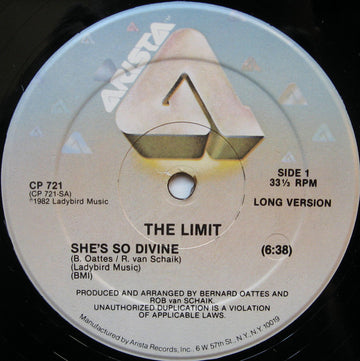 ARISTA
CP 721
(CP 721-SA)
℗1982 Ladybird Music
SIDE 1
33⅓ RPM
LONG VERSION
THE LIMIT
SHE'S SO DIVINE (6:38)
(B. Oattes / R. van Schaik)
(Ladybird Music)
(BMI)
PRODUCED AND ARRANGED BY BERNARD OATTES AND
ROB van SCHAIK.
UNAUTHORIZED DUPLICATION IS A VIOLATION
OF APPLICABLE LAWS.
Manufactured by Arista Records, Inc., 6 W 57th St., N.Y., N.Y. 10019